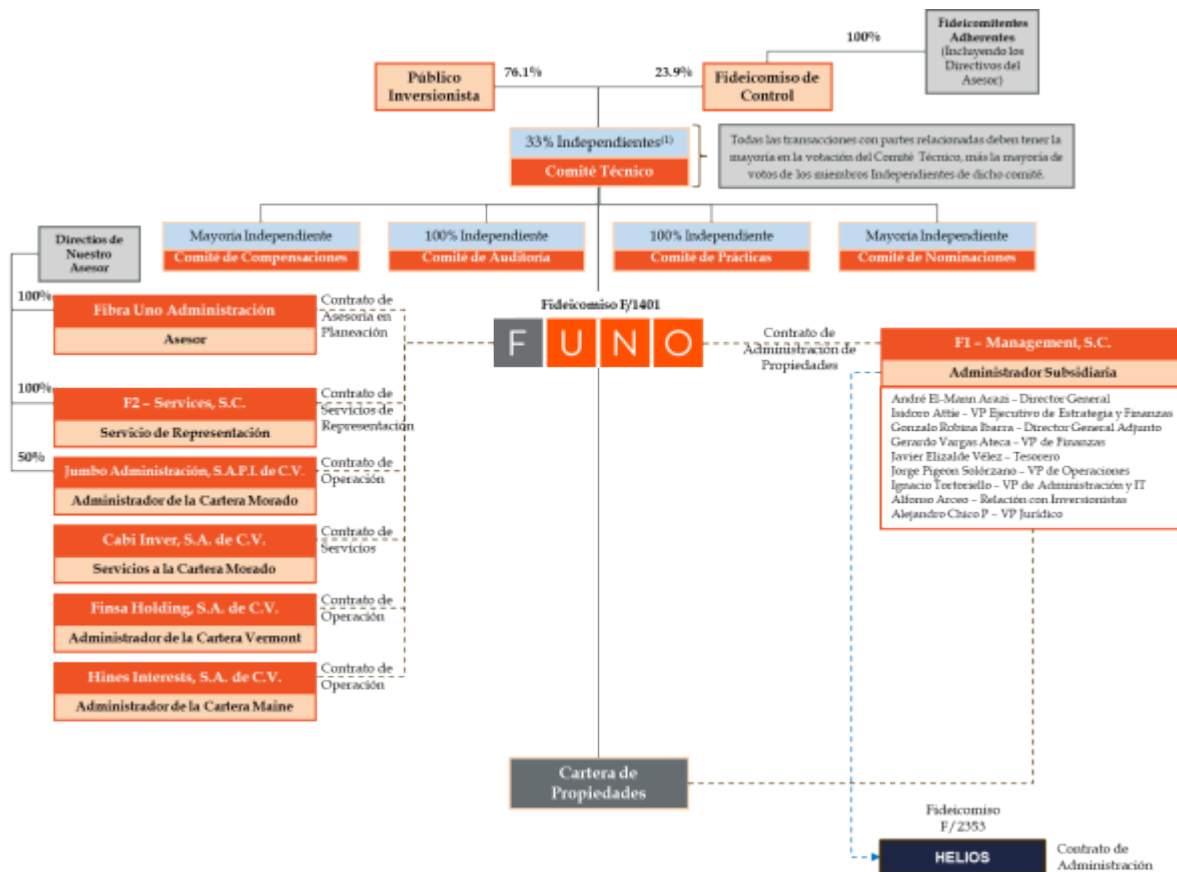 Fideicomitentes
Adherentes
(Incluyendo los
Directivos del
Asesor)
100%
Público
Inversionista
76.1%
23.9%
Fideicomiso de
Control
33% Independientes(1)
Comité Técnico
Todas las transacciones con partes relacionadas deben tener la
mayoría en la votación del Comité Técnico, más la mayoría de
votos de los miembros Independientes de dicho comité.
Mayoría Independiente
Comité de Compensaciones
100% Independiente
Comité de Auditoría
100% Independiente
Comité de Prácticas
Mayoría Independiente
Comité de Nominaciones
Directios de
Nuestro
Asesor
100%
Fibra Uno Administración
Asesor
Contrato de
Asesoría en
Planeación
Fideicomiso F/1401
FUNO
Contrato de
Administración de
Propiedades
F1 – Management, S.C.
Administrador Subsidiaria
André El-Mann Arazi – Director General
Isidoro Attie – VP Ejecutivo de Estrategia y Finanzas
Gonzalo Robina Ibarra – Director General Adjunto
Gerardo Vargas Ateca – VP de Finanzas
Javier Elizalde Vélez – Tesorero
Jorge Pigeon Solórzano – VP de Operaciones
Ignacio Tortoriello – VP de Administración y IT
Alfonso Arceo – Relación con Inversionistas
Alejandro Chico P – VP Jurídico
100%
F2 – Services, S.C.
Servicio de Representación
Contrato de
Servicios de
Representación
50%
Jumbo Administración, S.A.P.I. de C.V.
Administrador de la Cartera Morado
Contrato de
Operación
Cabi Inver, S.A. de C.V.
Servicios a la Cartera Morado
Contrato de
Servicios
Finsa Holding, S.A. de C.V.
Administrador de la Cartera Vermont
Contrato de
Operación
Hines Interests, S.A. de C.V.
Administrador de la Cartera Maine
Contrato de
Operación
Cartera de
Propiedades
Fideicomiso
F/2353
HELIOS
Contrato de
Administración